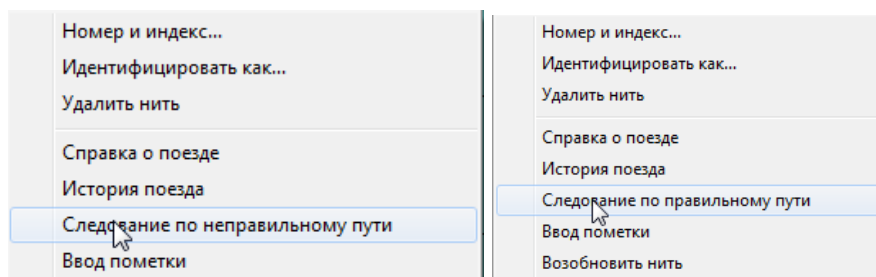 Номер и индекс...
Идентифицировать как...
Удалить нить
Справка о поезде
История поезда
Следование по неправильному пути
Ввод пометки
Номер и индекс...
Идентифицировать как...
Удалить нить
Справка о поезде
История поезда
Следование по правильному пути
Ввод пометки
Возобновить нить